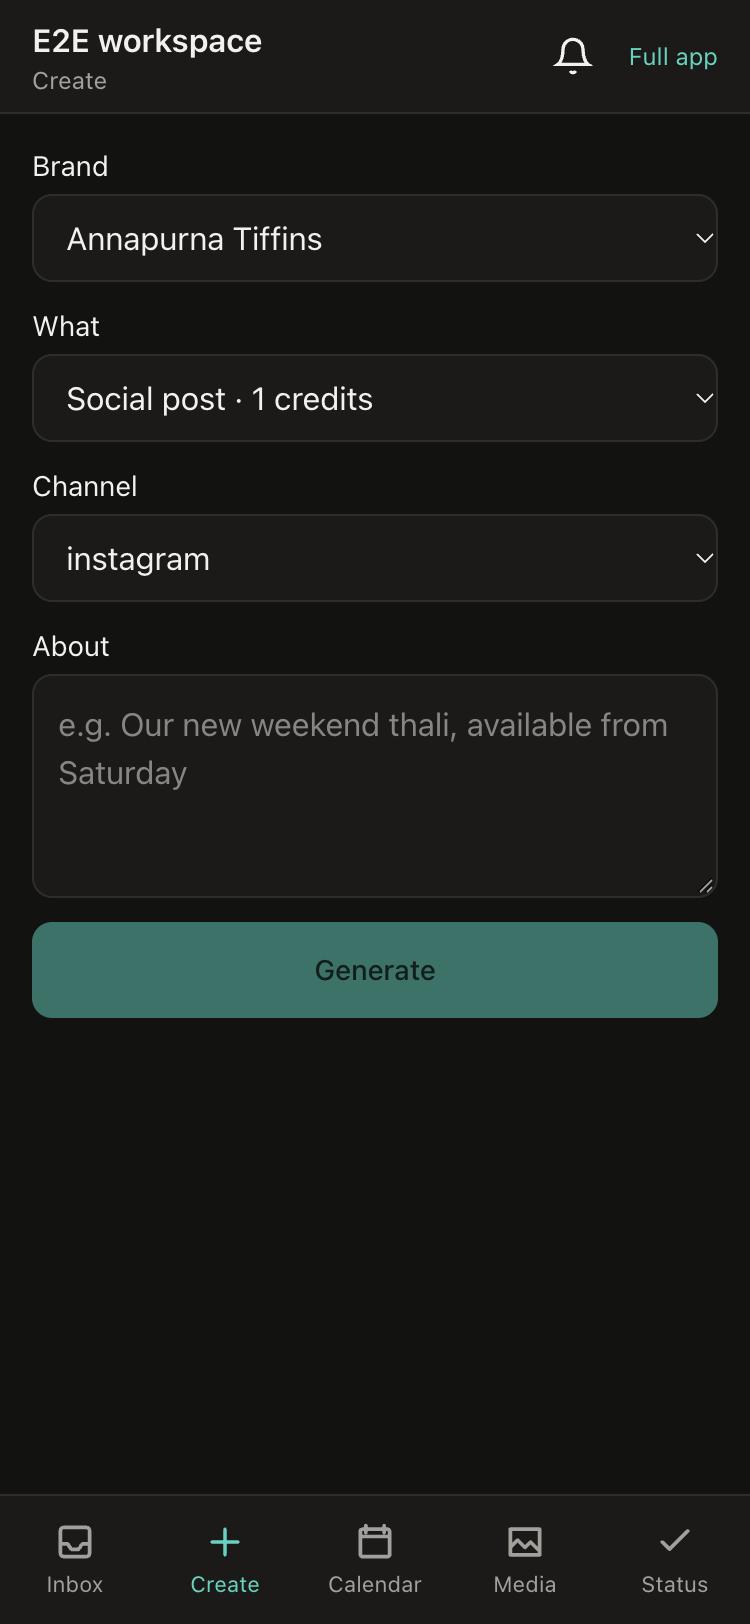 E2E workspace
Create
Full app
Brand
Annapurna Tiffins
What
Social post · 1 credits
Channel
instagram
About
e.g. Our new weekend thali, available from
Saturday
Generate
Inbox
Create
Calendar
Media
Status